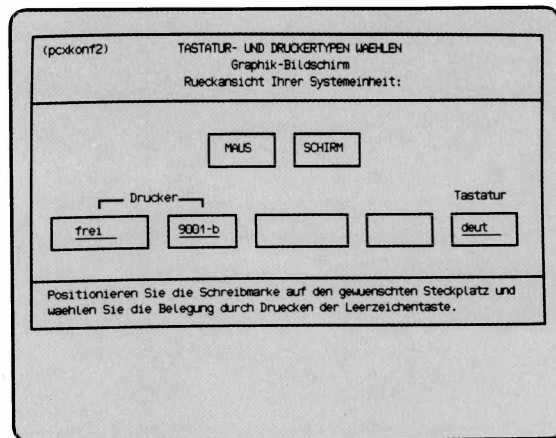 (pcxkonf2) TASTATUR- UND DRUCKERTYPEN WAEHLEN
Graphik-Bildschirm
Rueckansicht Ihrer Systemeinheit:
MAUS SCHIRM
Drucker Tastatur
frei 9001-b deut
Positionieren Sie die Schreibmarke auf den gewuenschten Steckplatz und
waehlen Sie die Belegung durch Druecken der Leerzeichentaste.